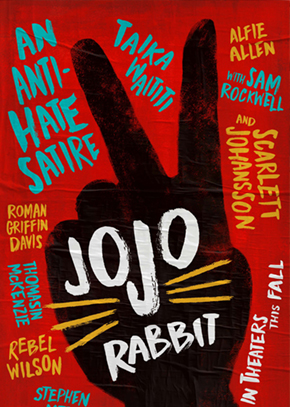 AN
ANTI-
HATE
SATIRE
TAIKA
WAITITI
ALFIE
ALLEN
WITH SAM
ROCKWELL
AND
SCARLETT
JOHANSSON
ROMAN
GRIFFIN
DAVIS
THOMASIN
MCKENZIE
REBEL
WILSON
STEPHEN
JOJO
RABBIT
IN THEATERS
THIS FALL